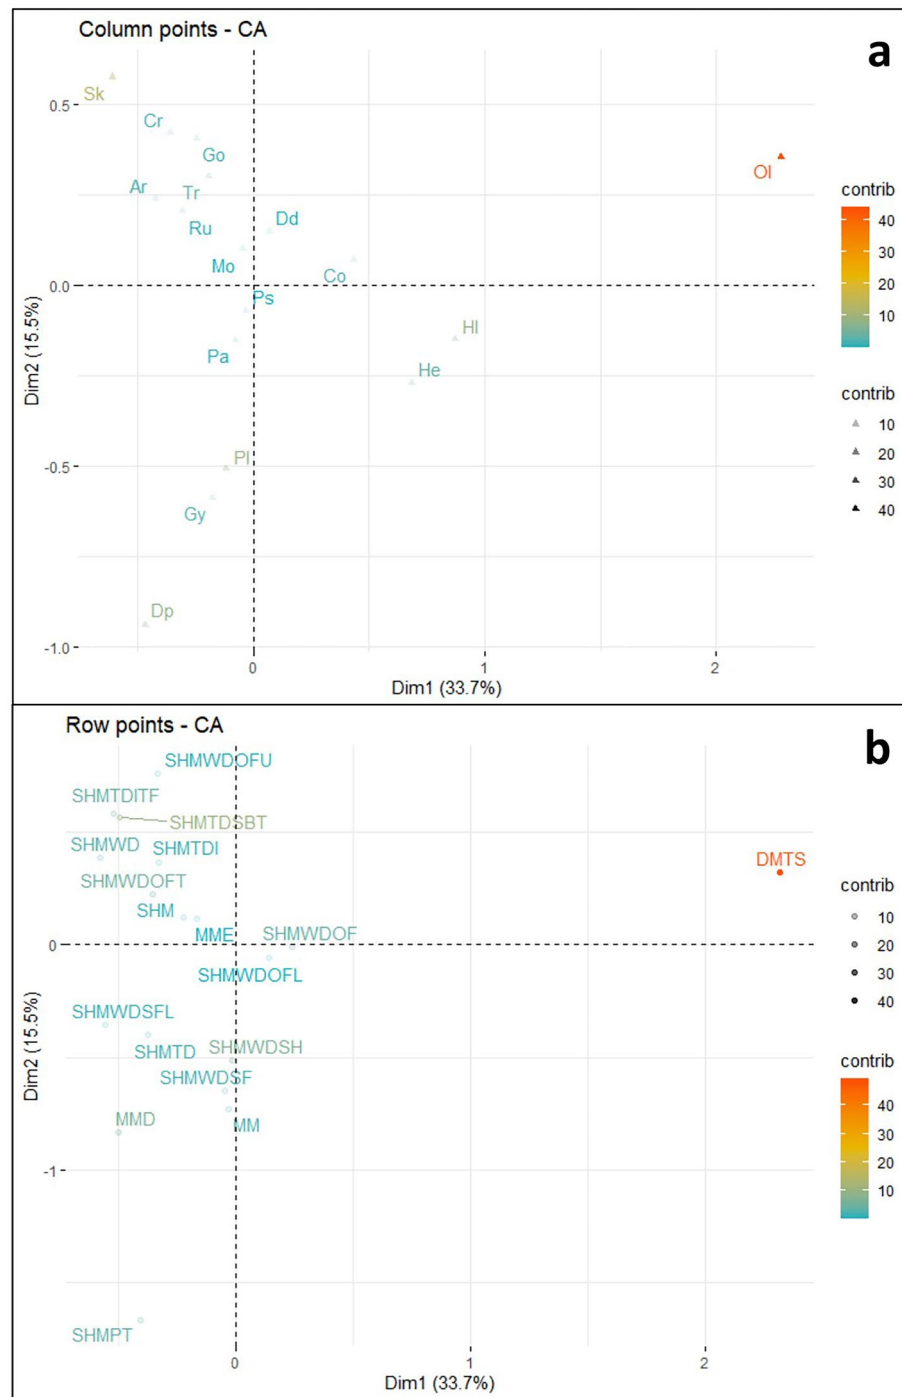 Column points - CA
a
Sk
0.5
Cr
Go
Ol
Ar
Tr
Ru
Dd
Mo
Co
0.0
Ps
Hl
Pa
He
Dim2 (15.5%)
Pl
-0.5
Gy
Dp
-1.0
0
1
2
Dim1 (33.7%)
contrib
40
30
20
10
contrib
10
20
30
40
Row points - CA
b
SHMWDOFU
SHMTDITF
SHMTDSBT
SHMWD
SHMTDI
DMTS
SHMWDOFT
SHM
MME
SHMWDOF
0
SHMWDOFL
SHMWDSFL
SHMTD
SHMWDSH
SHMWDSF
MMD
MM
Dim2 (15.5%)
-1
SHMPT
0
1
2
Dim1 (33.7%)
contrib
10
20
30
40
contrib
40
30
20
10